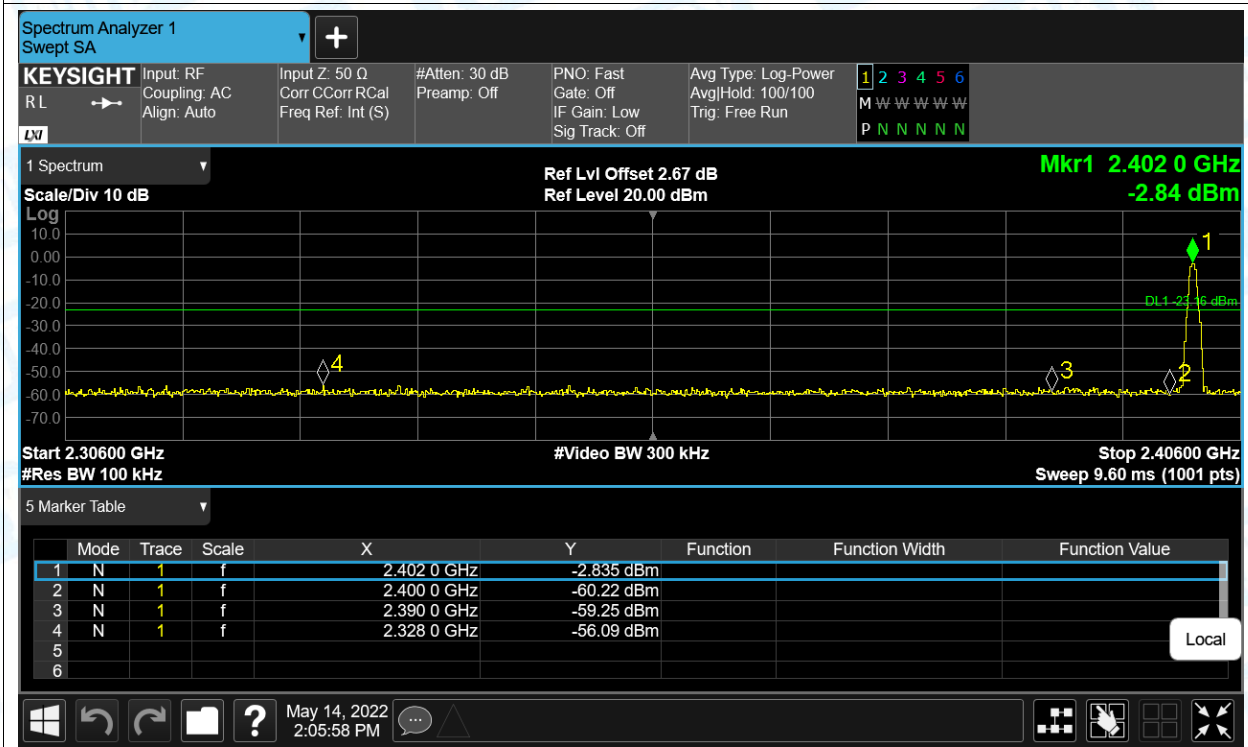 Spectrum Analyzer 1
Swept SA
KEYSIGHT Input: RF Input Z: 50 Ω #Atten: 30 dB PNO: Fast Avg Type: Log-Power 1 2 3 4 5 6
R L Coupling: AC Corr CCorr RCal Preamp: Off Gate: Off Avg|Hold: 100/100 M W W W W W
Align: Auto Freq Ref: Int (S) IF Gain: Low Trig: Free Run P N N N N N
LXI Sig Track: Off
1 Spectrum Ref Lvl Offset 2.67 dB Mkr1 2.402 0 GHz
Scale/Div 10 dB Ref Level 20.00 dBm -2.84 dBm
Log
10.0
0.00
-10.0
-20.0
-30.0
-40.0
-50.0
-60.0
-70.0
1
DL1 -23.16 dBm
4
3
2
Start 2.30600 GHz #Video BW 300 kHz Stop 2.40600 GHz
#Res BW 100 kHz Sweep 9.60 ms (1001 pts)
5 Marker Table
Mode Trace Scale X Y Function Function Width Function Value
1 N 1 f 2.402 0 GHz -2.835 dBm
2 N 1 f 2.400 0 GHz -60.22 dBm
3 N 1 f 2.390 0 GHz -59.25 dBm
4 N 1 f 2.328 0 GHz -56.09 dBm
5
6
Local
? May 14, 2022
2:05:58 PM